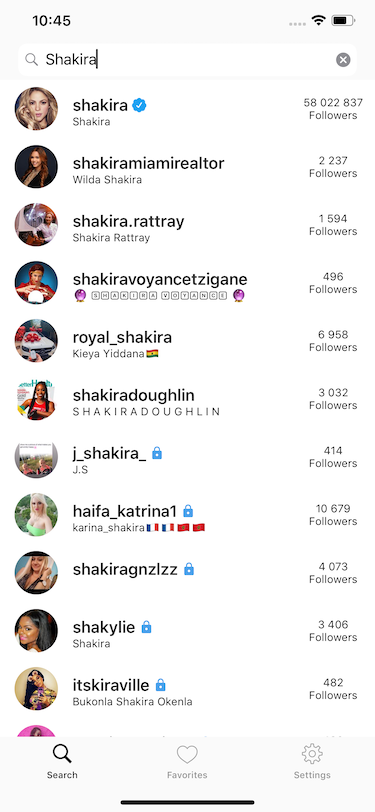 10:45
Shakira
shakira
Shakira
58 022 837
Followers
shakiramiamirealtor
Wilda Shakira
2 237
Followers
shakira.rattray
Shakira Rattray
1 594
Followers
shakiravoyancetzigane
🔮 🅂🄷🄰🄺🄸🅁🄰 🅅🄾🅈🄰🄽🄲🄴 🔮
496
Followers
royal_shakira
Kieya Yiddana🇬🇭
6 958
Followers
shakiradoughlin
S H A K I R A D O U G H L I N
3 032
Followers
j_shakira_
J.S
414
Followers
haifa_katrina1
karina_shakira🇫🇷🇫🇷🇲🇦🇲🇦
10 679
Followers
shakiragnzlzz
4 073
Followers
shakylie
Shakira
3 406
Followers
itskiraville
Bukonla Shakira Okenla
482
Followers
Search
Favorites
Settings